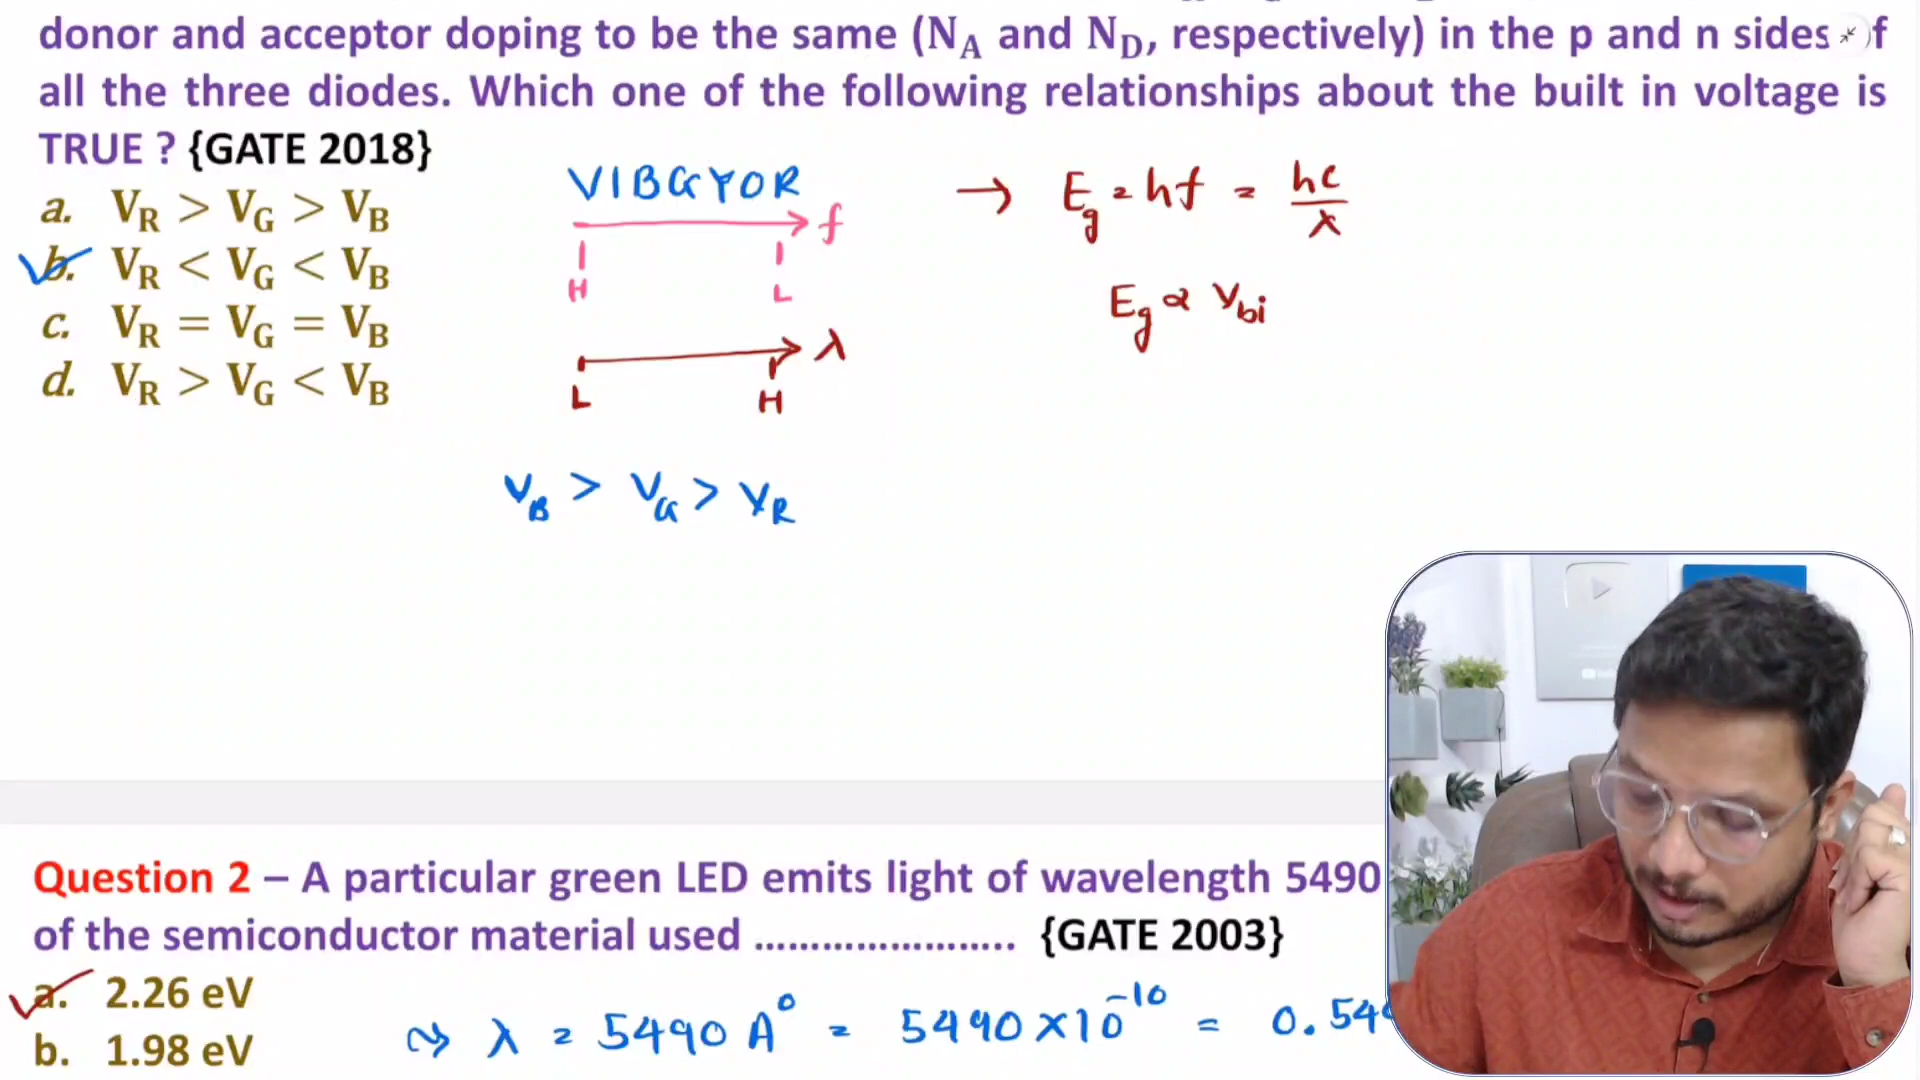 donor and acceptor doping to be the same (N_A and N_D, respectively) in the p and n sides f
all the three diodes. Which one of the following relationships about the built in voltage is
TRUE ? {GATE 2018}
a. V_R > V_G > V_B
b. V_R < V_G < V_B
c. V_R = V_G = V_B
d. V_R > V_G < V_B
VIBGYOR
f
H L
λ
L H
→ E_g = hf = hc/λ
E_g ∝ V_bi
V_B > V_G > V_R
Question 2 – A particular green LED emits light of wavelength 5490
of the semiconductor material used ..................... {GATE 2003}
a. 2.26 eV
b. 1.98 eV
λ = 5490 A° = 5490 × 10^-10 = 0.54